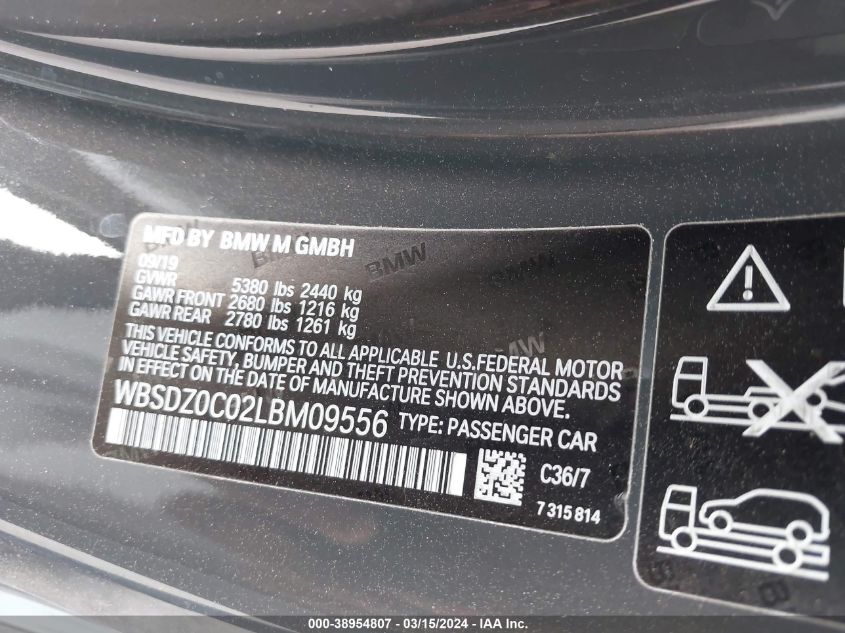 MFD BY BMW M GMBH
09/19
GVWR 5380 lbs 2440 kg
GAWR FRONT 2680 lbs 1216 kg
GAWR REAR 2780 lbs 1261 kg
THIS VEHICLE CONFORMS TO ALL APPLICABLE U.S.FEDERAL MOTOR
VEHICLE SAFETY, BUMPER AND THEFT PREVENTION STANDARDS
IN EFFECT ON THE DATE OF MANUFACTURE SHOWN ABOVE.
WBSDZ0C02LBM09556 TYPE: PASSENGER CAR
C36/7
7 315 814
BMW
000-38954807 - 03/15/2024 - IAA Inc.